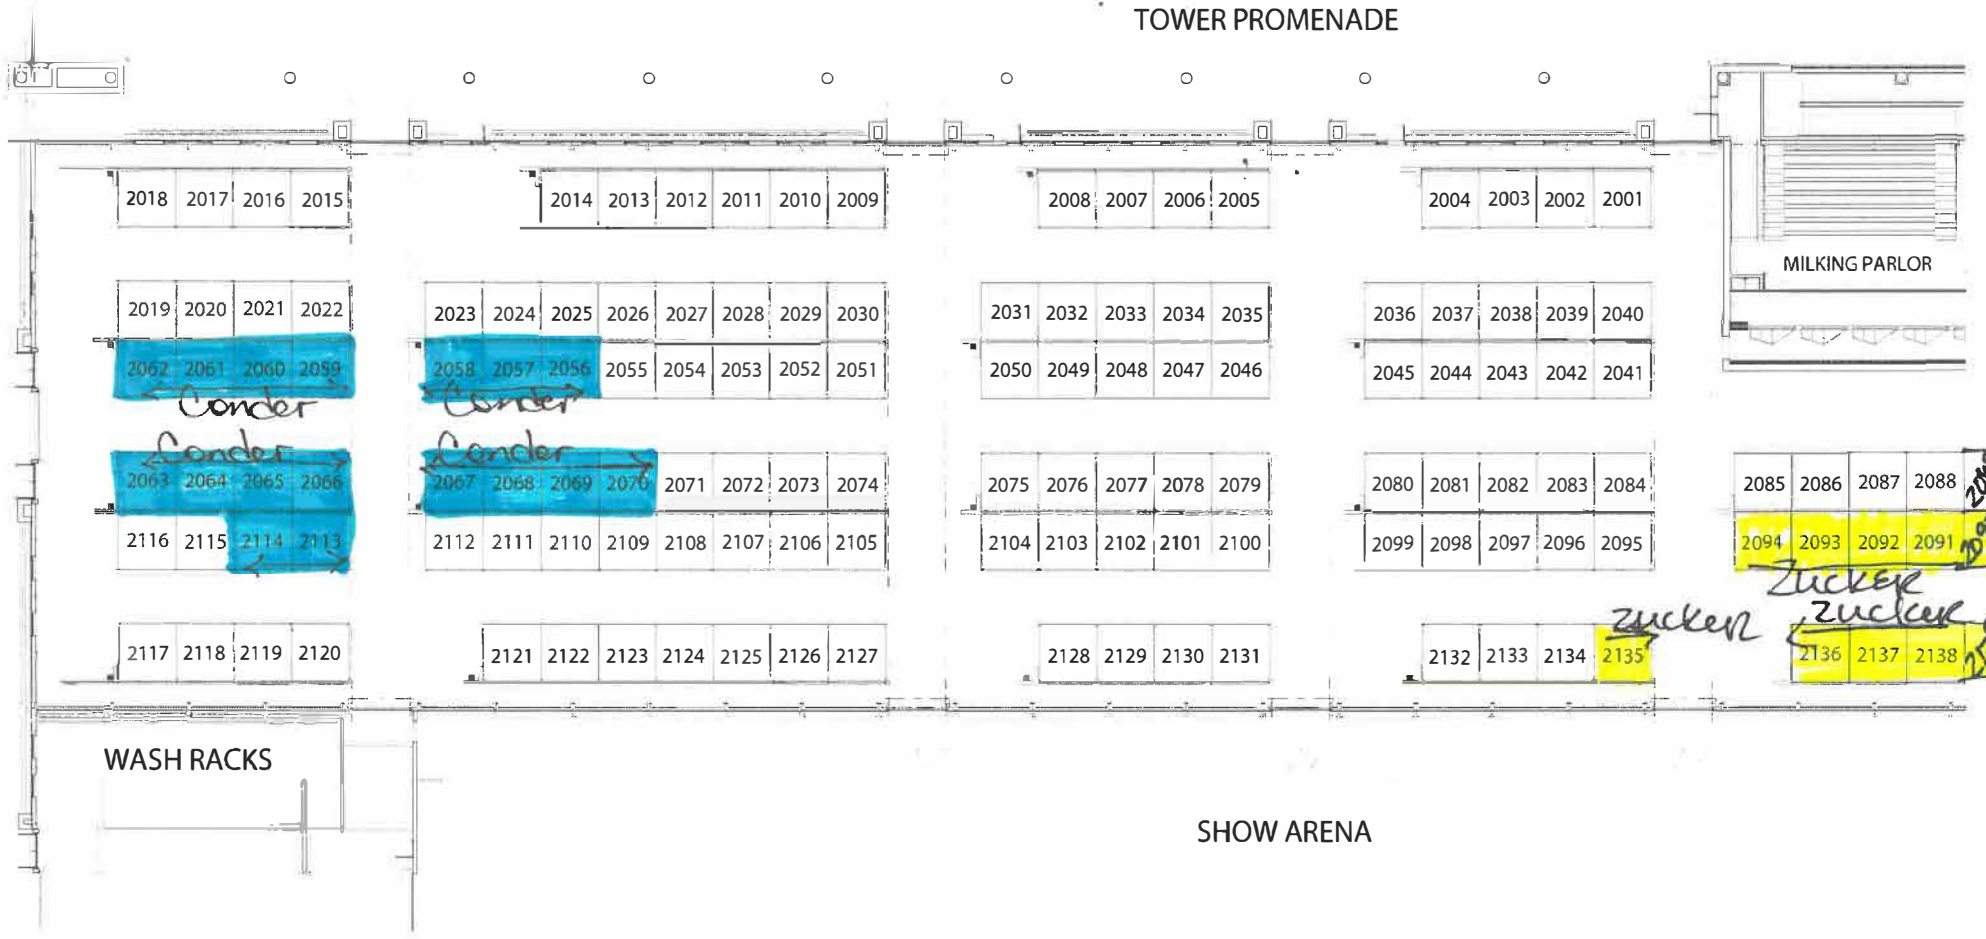 TOWER PROMENADE
2018 2017 2016 2015 2014 2013 2012 2011 2010 2009 2008 2007 2006 2005 2004 2003 2002 2001
MILKING PARLOR
2019 2020 2021 2022 2023 2024 2025 2026 2027 2028 2029 2030 2031 2032 2033 2034 2035 2036 2037 2038 2039 2040
2062 2061 2060 2059 2058 2057 2056 2055 2054 2053 2052 2051 2050 2049 2048 2047 2046 2045 2044 2043 2042 2041
Conder Conder
Conder Conder
2063 2064 2065 2066 2067 2068 2069 2070 2071 2072 2073 2074 2075 2076 2077 2078 2079 2080 2081 2082 2083 2084 2085 2086 2087 2088
2116 2115 2114 2113 2112 2111 2110 2109 2108 2107 2106 2105 2104 2103 2102 2101 2100 2099 2098 2097 2096 2095 2094 2093 2092 2091
Zucker
Zucker Zucker
2117 2118 2119 2120 2121 2122 2123 2124 2125 2126 2127 2128 2129 2130 2131 2132 2133 2134 2135 2136 2137 2138
WASH RACKS
SHOW ARENA